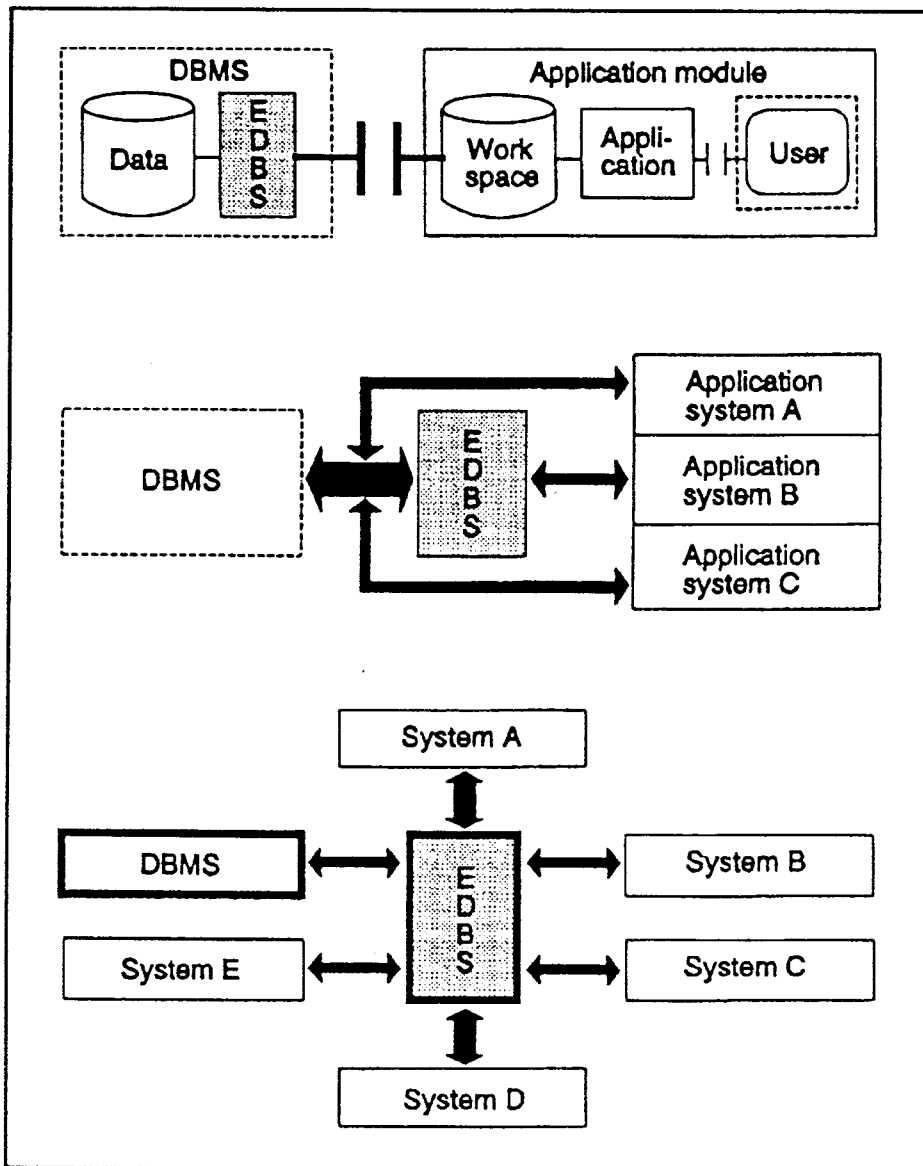 DBMS
Data
E
D
B
S
Application module
Work
space
Appli-
cation
User
DBMS
E
D
B
S
Application
system A
Application
system B
Application
system C
System A
DBMS
E
D
B
S
System B
System E
System C
System D